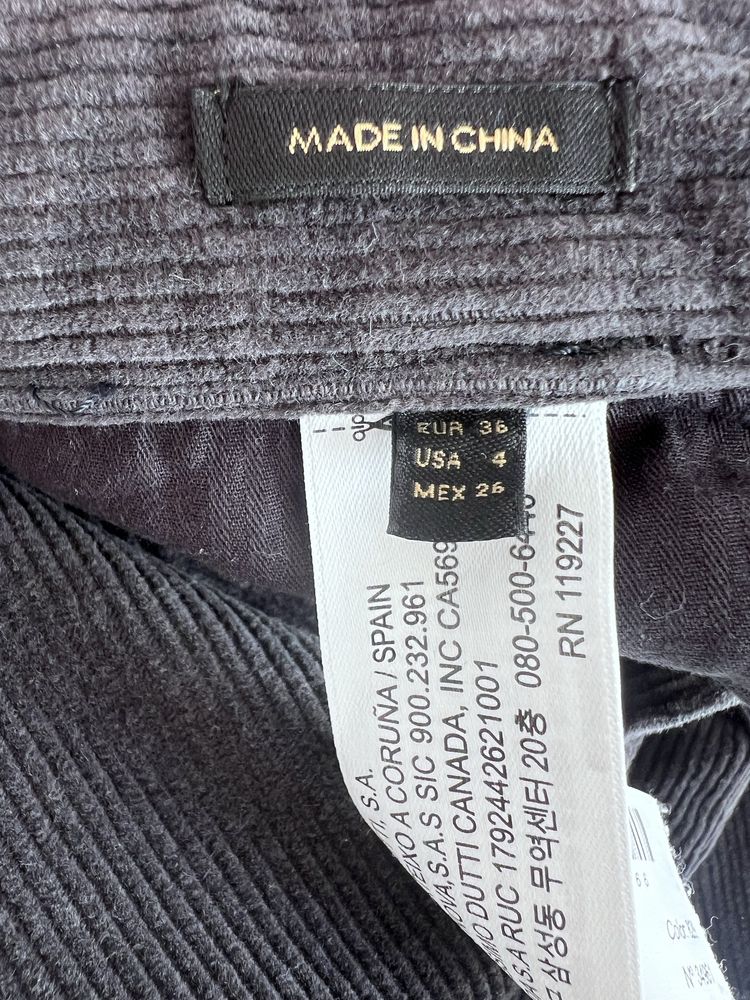 MADE IN CHINA
EUR 36
USA 4
MEX 26
S.A.
A CORUÑA / SPAIN
S.A.S SIC 900.232.961
DUTTI CANADA, INC CA569
RUC 1792442621001
삼성동 무역센터 20층 080-500-
RN 119227
66